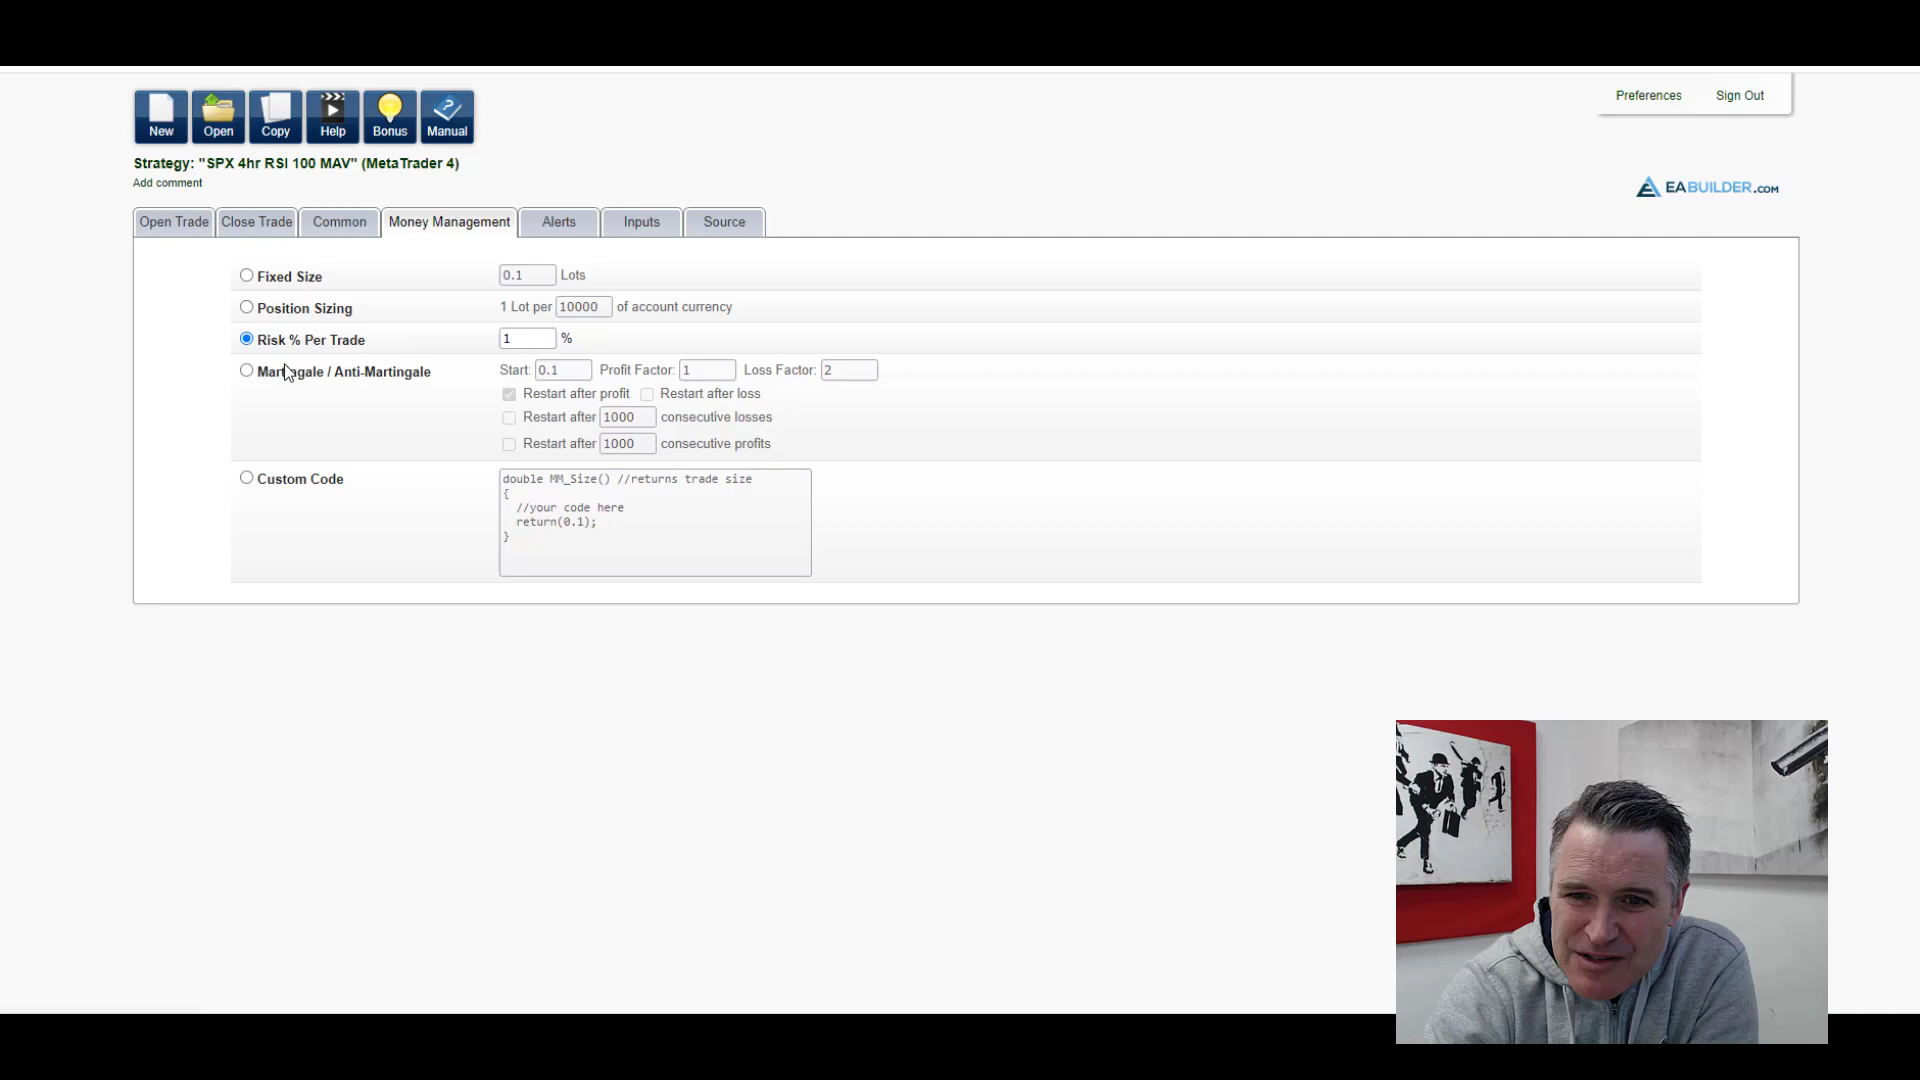 New Open Copy Help Bonus Manual
Preferences Sign Out
Strategy: "SPX 4hr RSI 100 MAV" (MetaTrader 4)
Add comment
EABUILDER.COM
Open Trade Close Trade Common Money Management Alerts Inputs Source
Fixed Size 0.1 Lots
Position Sizing 1 Lot per 10000 of account currency
Risk % Per Trade 1 %
Martingale / Anti-Martingale Start: 0.1 Profit Factor: 1 Loss Factor: 2
Restart after profit Restart after loss
Restart after 1000 consecutive losses
Restart after 1000 consecutive profits
Custom Code double MM_Size() //returns trade size
{
//your code here
return(0.1);
}